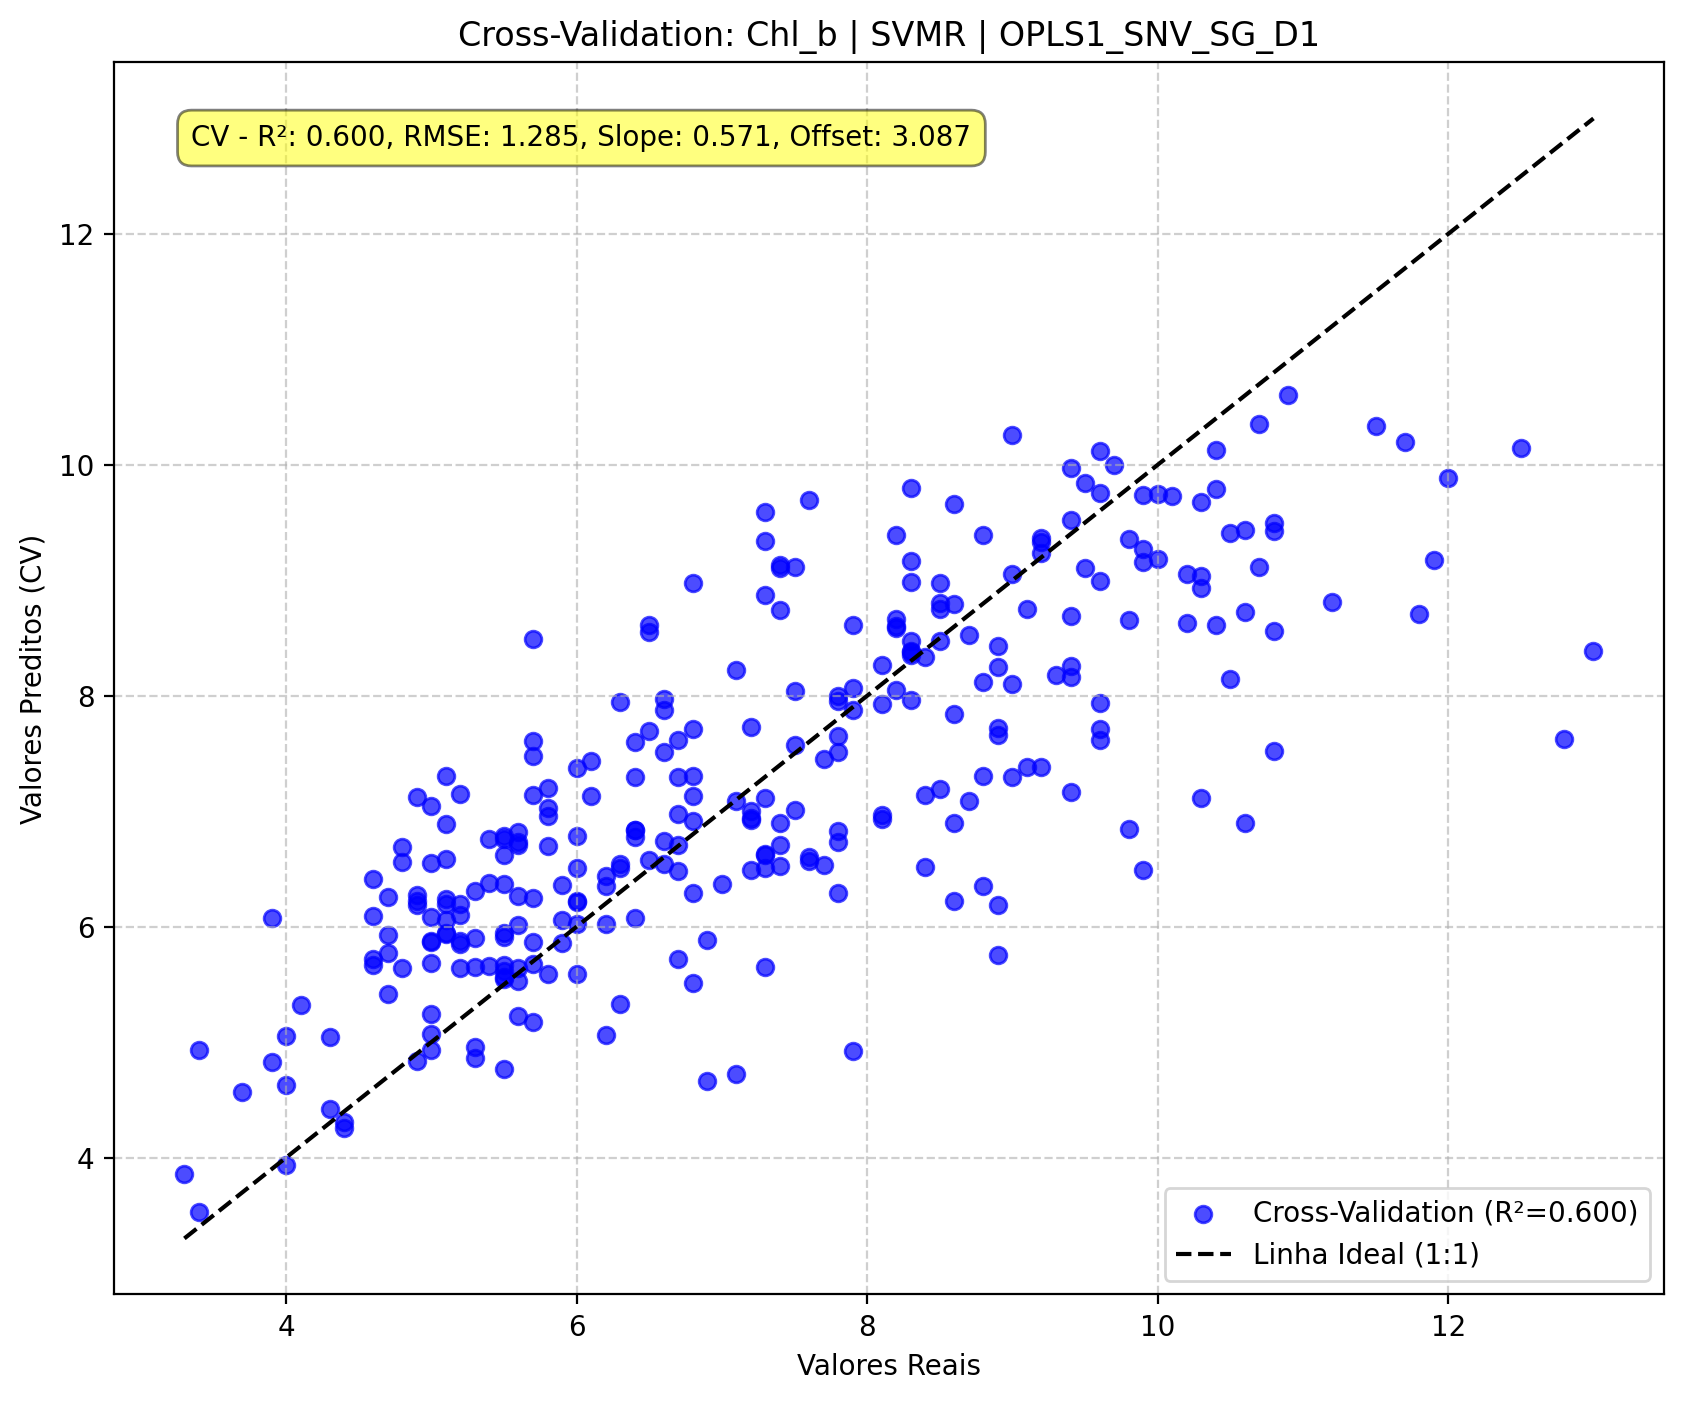 Cross-Validation: Chl_b | SVMR | OPLS1_SNV_SG_D1
CV - R²: 0.600, RMSE: 1.285, Slope: 0.571, Offset: 3.087
Valores Preditos (CV)
12
10
8
6
4
Cross-Validation (R²=0.600)
Linha Ideal (1:1)
4 6 8 10 12
Valores Reais